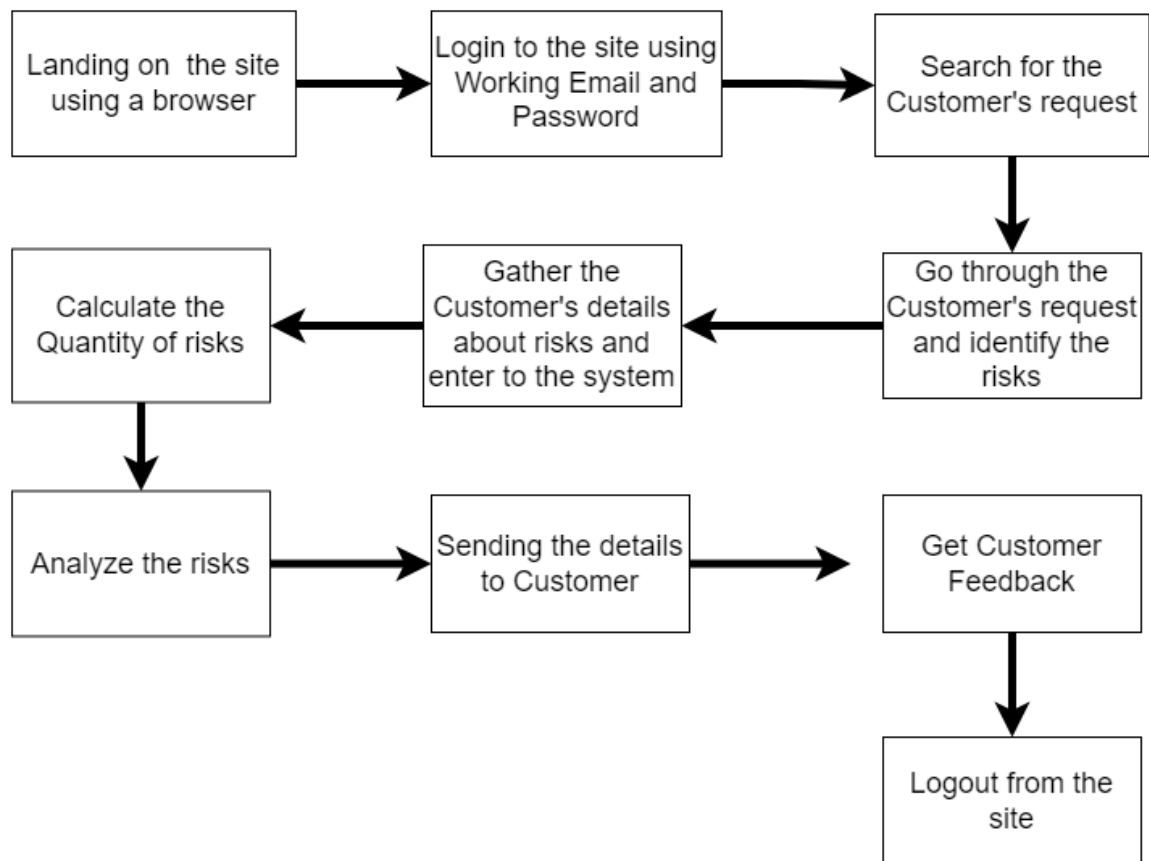 Landing on the site
using a browser
Login to the site using
Working Email and
Password
Search for the
Customer's request
Go through the
Customer's request
and identify the
risks
Gather the
Customer's details
about risks and
enter to the system
Calculate the
Quantity of risks
Analyze the risks
Sending the details
to Customer
Get Customer
Feedback
Logout from the
site